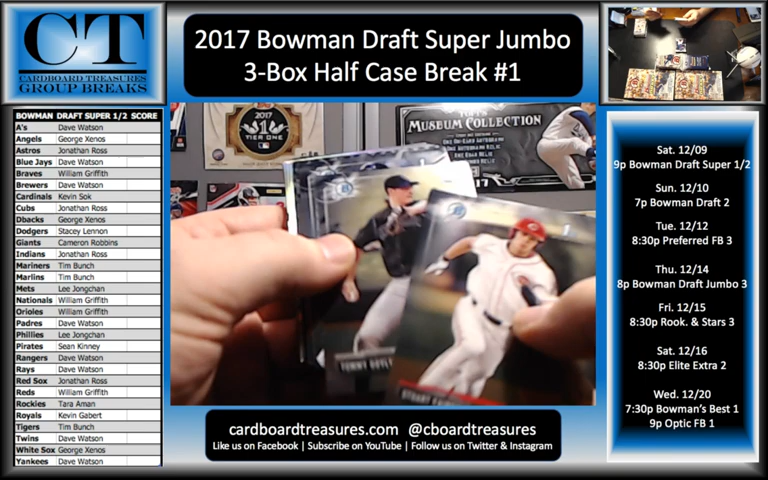 CT
CARDBOARD TREASURES
GROUP BREAKS
2017 Bowman Draft Super Jumbo
3-Box Half Case Break #1
BOWMAN DRAFT SUPER 1/2 SCORE
A's Dave Watson
Angels George Xenos
Astros Jonathan Ross
Blue Jays Dave Watson
Braves William Griffith
Brewers Dave Watson
Cardinals Kevin Sok
Cubs Jonathan Ross
Dbacks George Xenos
Dodgers Stacey Lennon
Giants Cameron Robbins
Indians Jonathan Ross
Mariners Tim Bunch
Marlins Tim Bunch
Mets Lee Jongchan
Nationals William Griffith
Orioles William Griffith
Padres Dave Watson
Phillies Lee Jongchan
Pirates Sean Kinney
Rangers Dave Watson
Rays Dave Watson
Red Sox Jonathan Ross
Reds William Griffith
Rockies Tara Aman
Royals Kevin Gabert
Tigers Tim Bunch
Twins Dave Watson
White Sox George Xenos
Yankees Dave Watson
2017
1
TIER ONE
MUSEUM COLLECTION
17
TOMMY DOYLE
STUART
Sat. 12/09
9p Bowman Draft Super 1/2
Sun. 12/10
7p Bowman Draft 2
Tue. 12/12
8:30p Preferred FB 3
Thu. 12/14
8p Bowman Draft Jumbo 3
Fri. 12/15
8:30p Rook. & Stars 3
Sat. 12/16
8:30p Elite Extra 2
Wed. 12/20
7:30p Bowman's Best 1
9p Optic FB 1
cardboardtreasures.com @cboardtreasures
Like us on Facebook | Subscribe on YouTube | Follow us on Twitter & Instagram